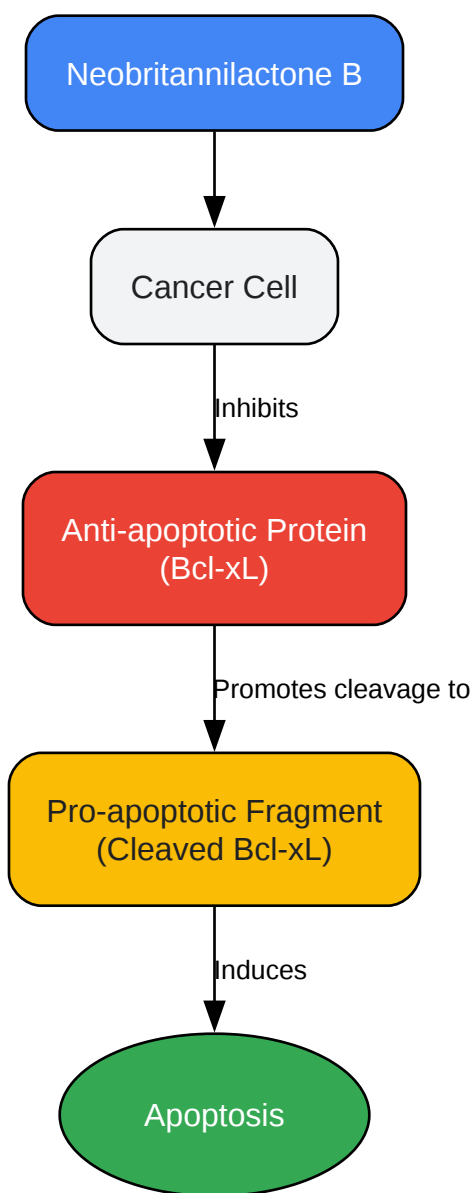 Neobritannilactone B
Cancer Cell
Inhibits
Anti-apoptotic Protein
(Bcl-xL)
Promotes cleavage to
Pro-apoptotic Fragment
(Cleaved Bcl-xL)
Induces
Apoptosis